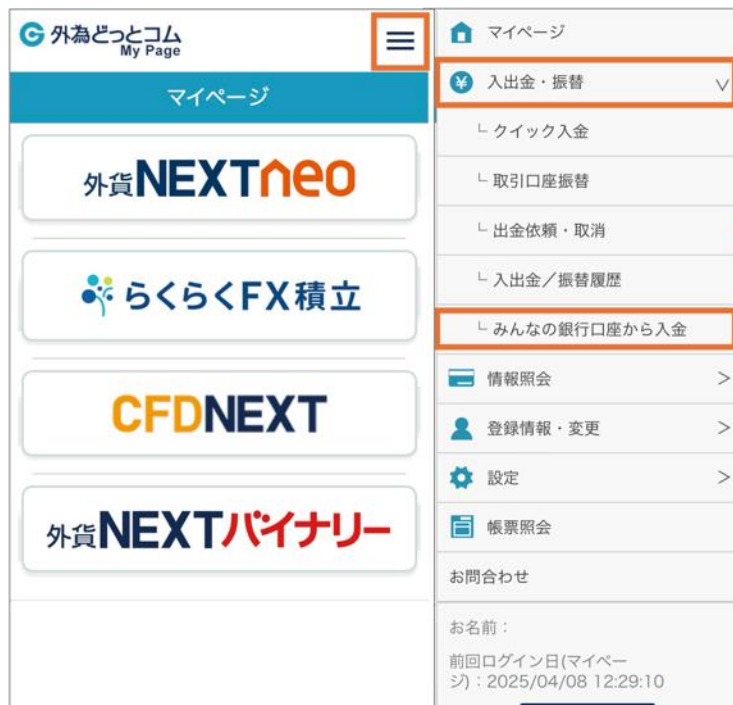 外為どっとコム
My Page
マイページ
外貨NEXTneo
らくらくFX積立
CFDNEXT
外貨NEXTバイナリー
マイページ
入出金・振替
クイック入金
取引口座振替
出金依頼・取消
入出金／振替履歴
みんなの銀行口座から入金
情報照会
登録情報・変更
設定
帳票照会
お問合わせ
お名前：
前回ログイン日(マイペー
ジ)：2025/04/08 12:29:10